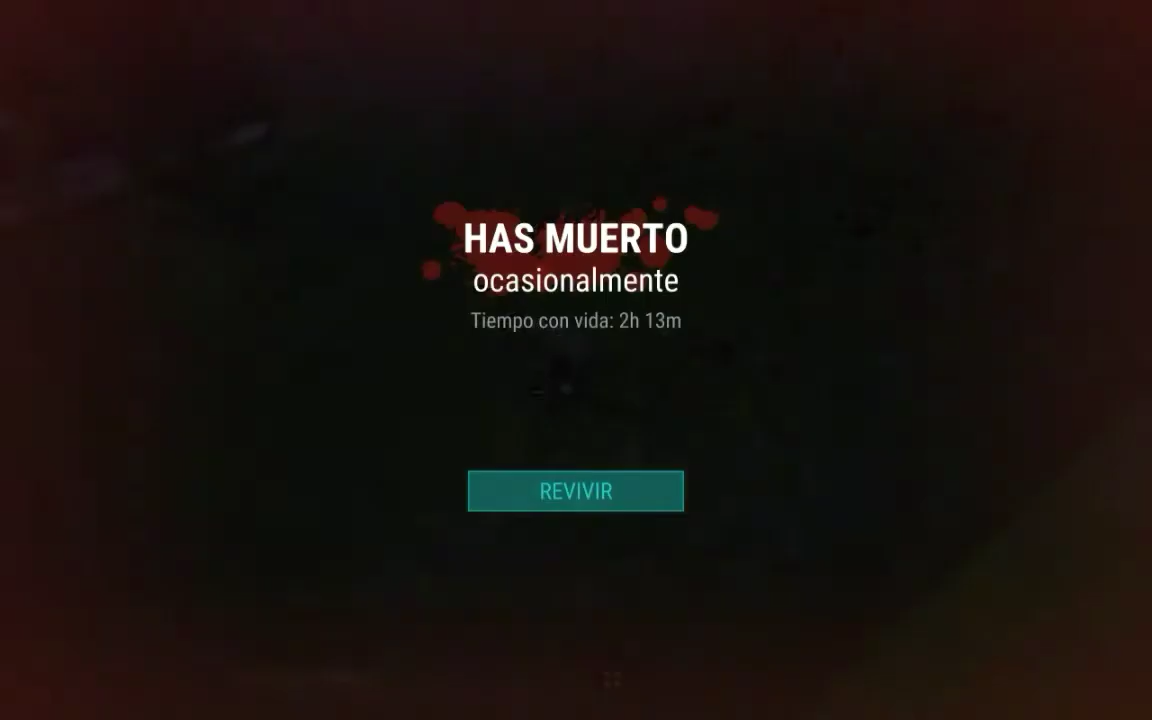 HAS MUERTO
ocasionalmente
Tiempo con vida: 2h 13m
REVIVIR